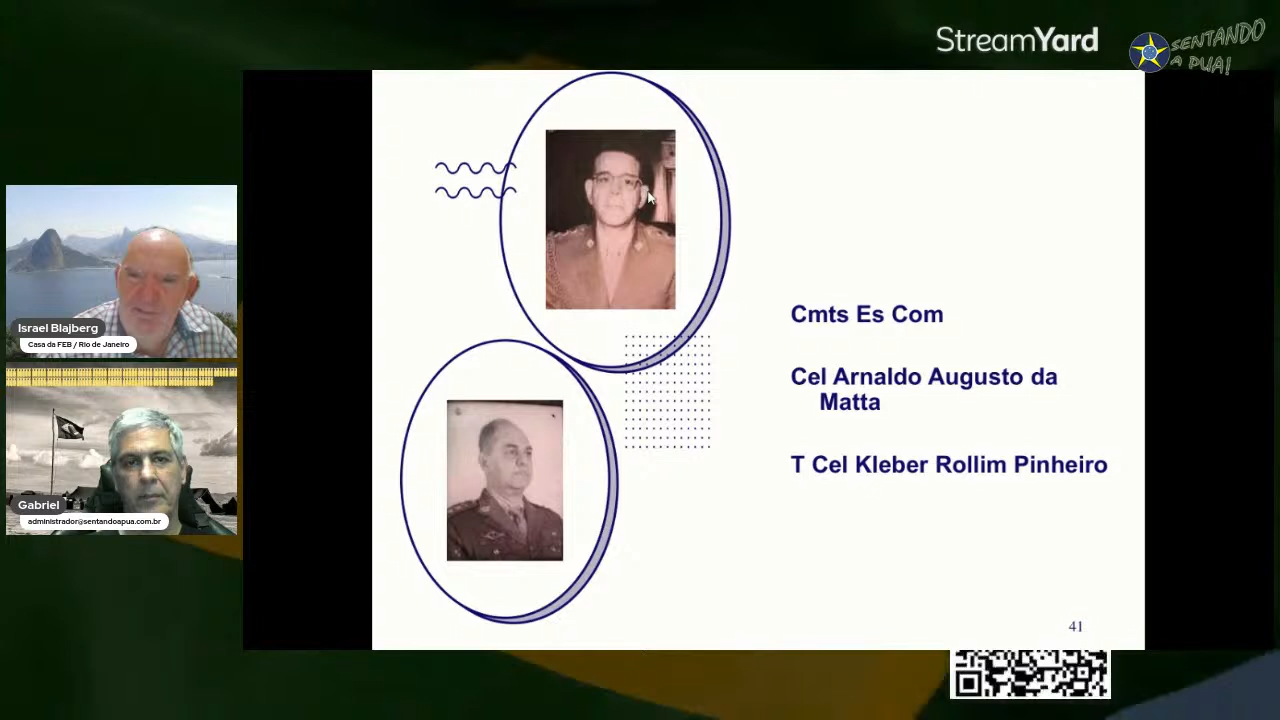 StreamYard
SENTANDO
A PUA!
Israel Blajberg
Casa da FEB / Rio de Janeiro
Gabriel
administrador@sentandoapua.com.br
Cmts Es Com
Cel Arnaldo Augusto da
Matta
T Cel Kleber Rollim Pinheiro
41